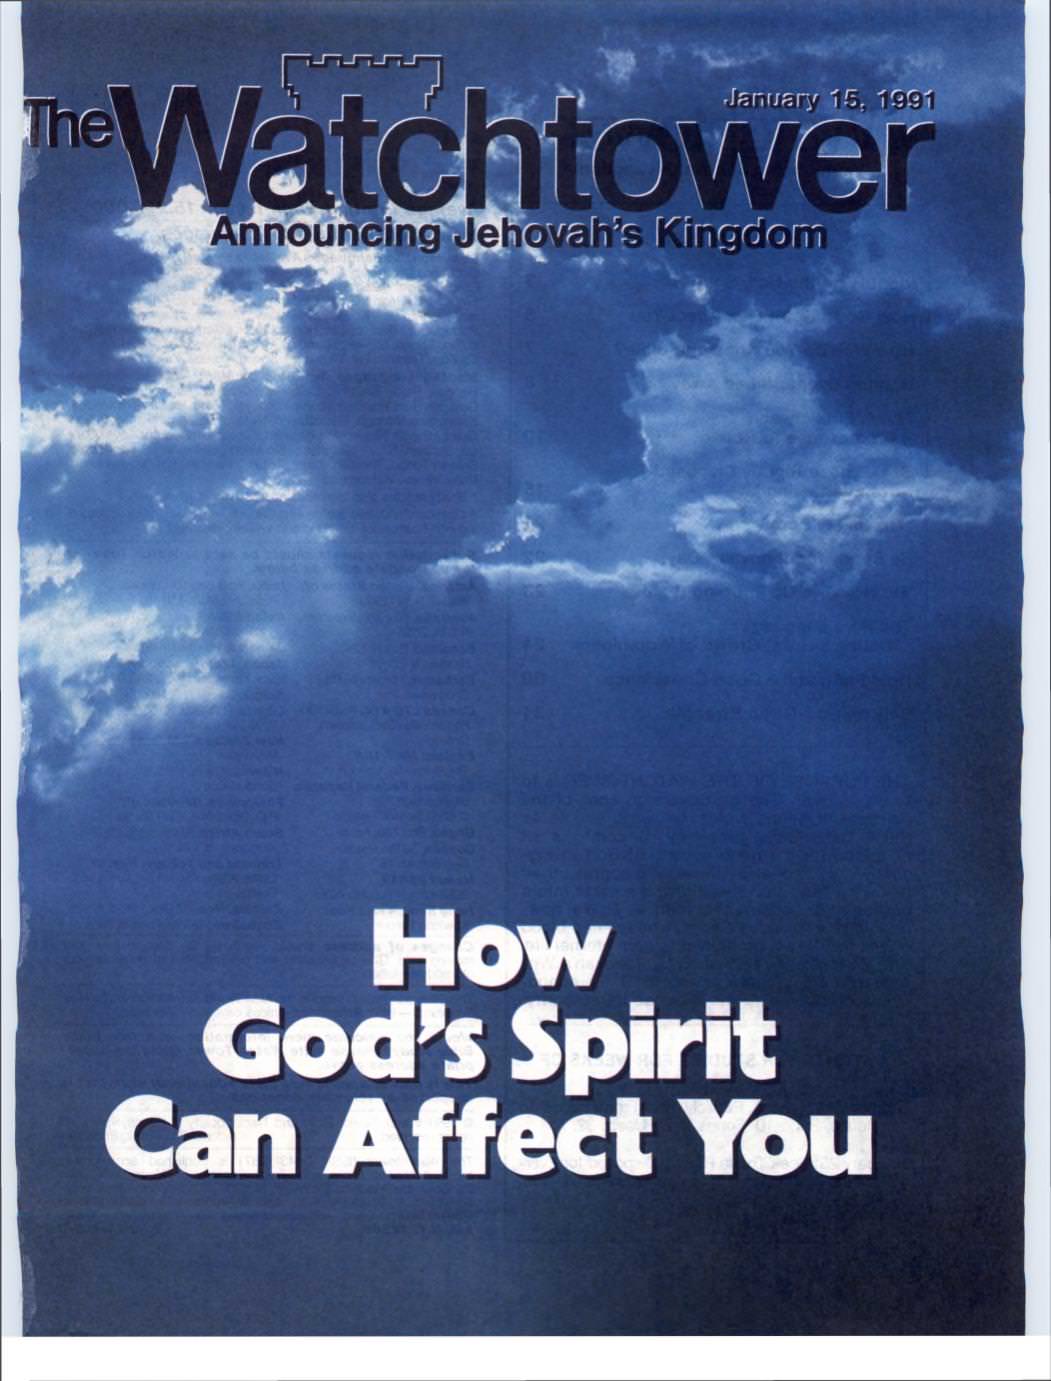 January 15, 1991
The Watchtower
Announcing Jehovah's Kingdom
How
God's Spirit
Can Affect You